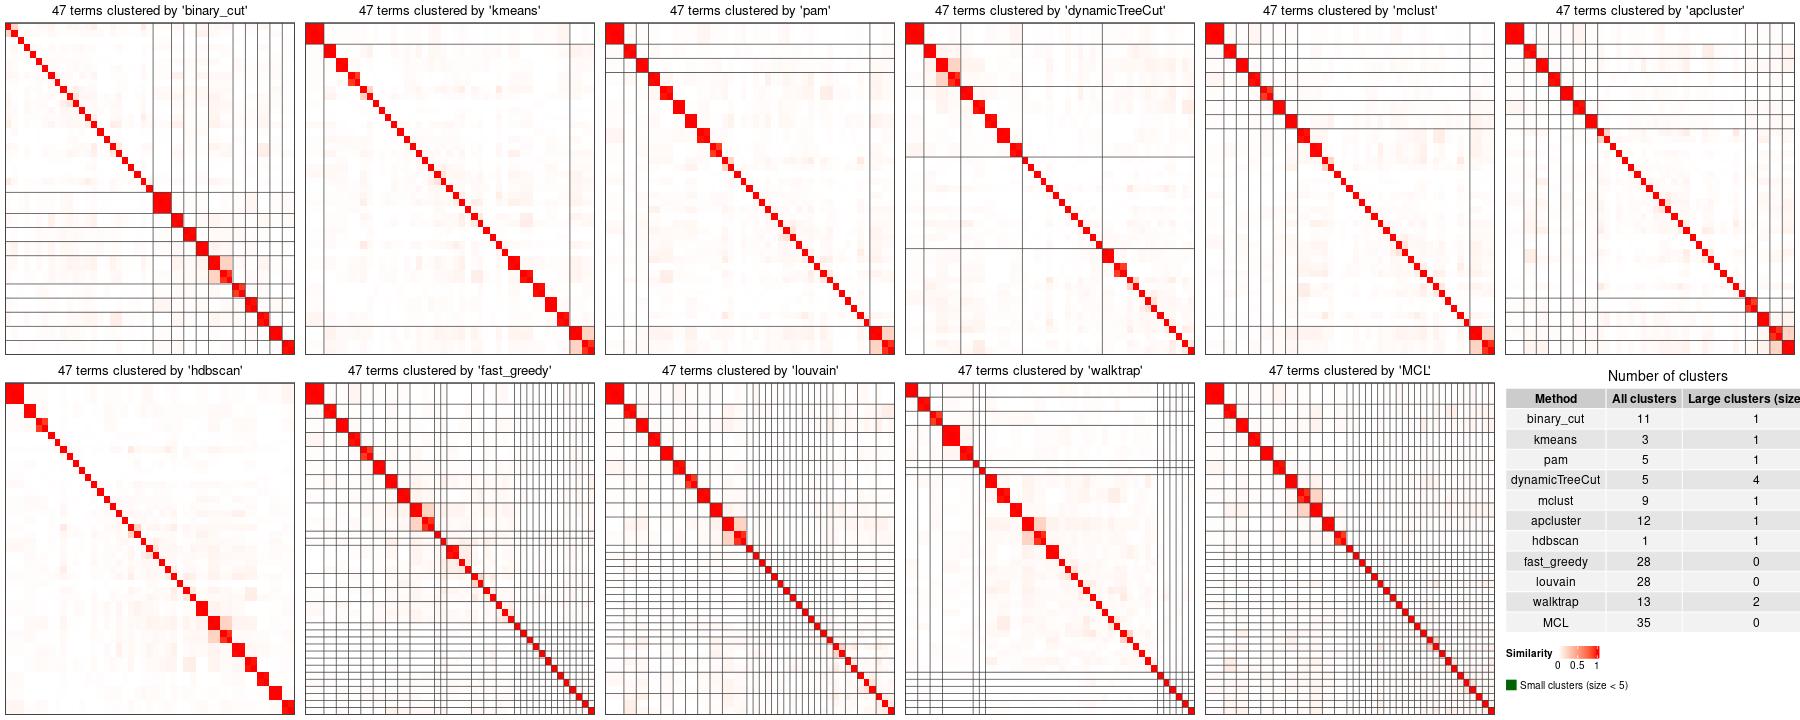 47 terms clustered by 'binary_cut'
47 terms clustered by 'kmeans'
47 terms clustered by 'pam'
47 terms clustered by 'dynamicTreeCut'
47 terms clustered by 'mclust'
47 terms clustered by 'apcluster'
47 terms clustered by 'hdbscan'
47 terms clustered by 'fast_greedy'
47 terms clustered by 'louvain'
47 terms clustered by 'walktrap'
47 terms clustered by 'MCL'
Number of clusters
Method All clusters Large clusters (size
binary_cut 11 1
kmeans 3 1
pam 5 1
dynamicTreeCut 5 4
mclust 9 1
apcluster 12 1
hdbscan 1 1
fast_greedy 28 0
louvain 28 0
walktrap 13 2
MCL 35 0
Similarity
0 0.5 1
Small clusters (size < 5)